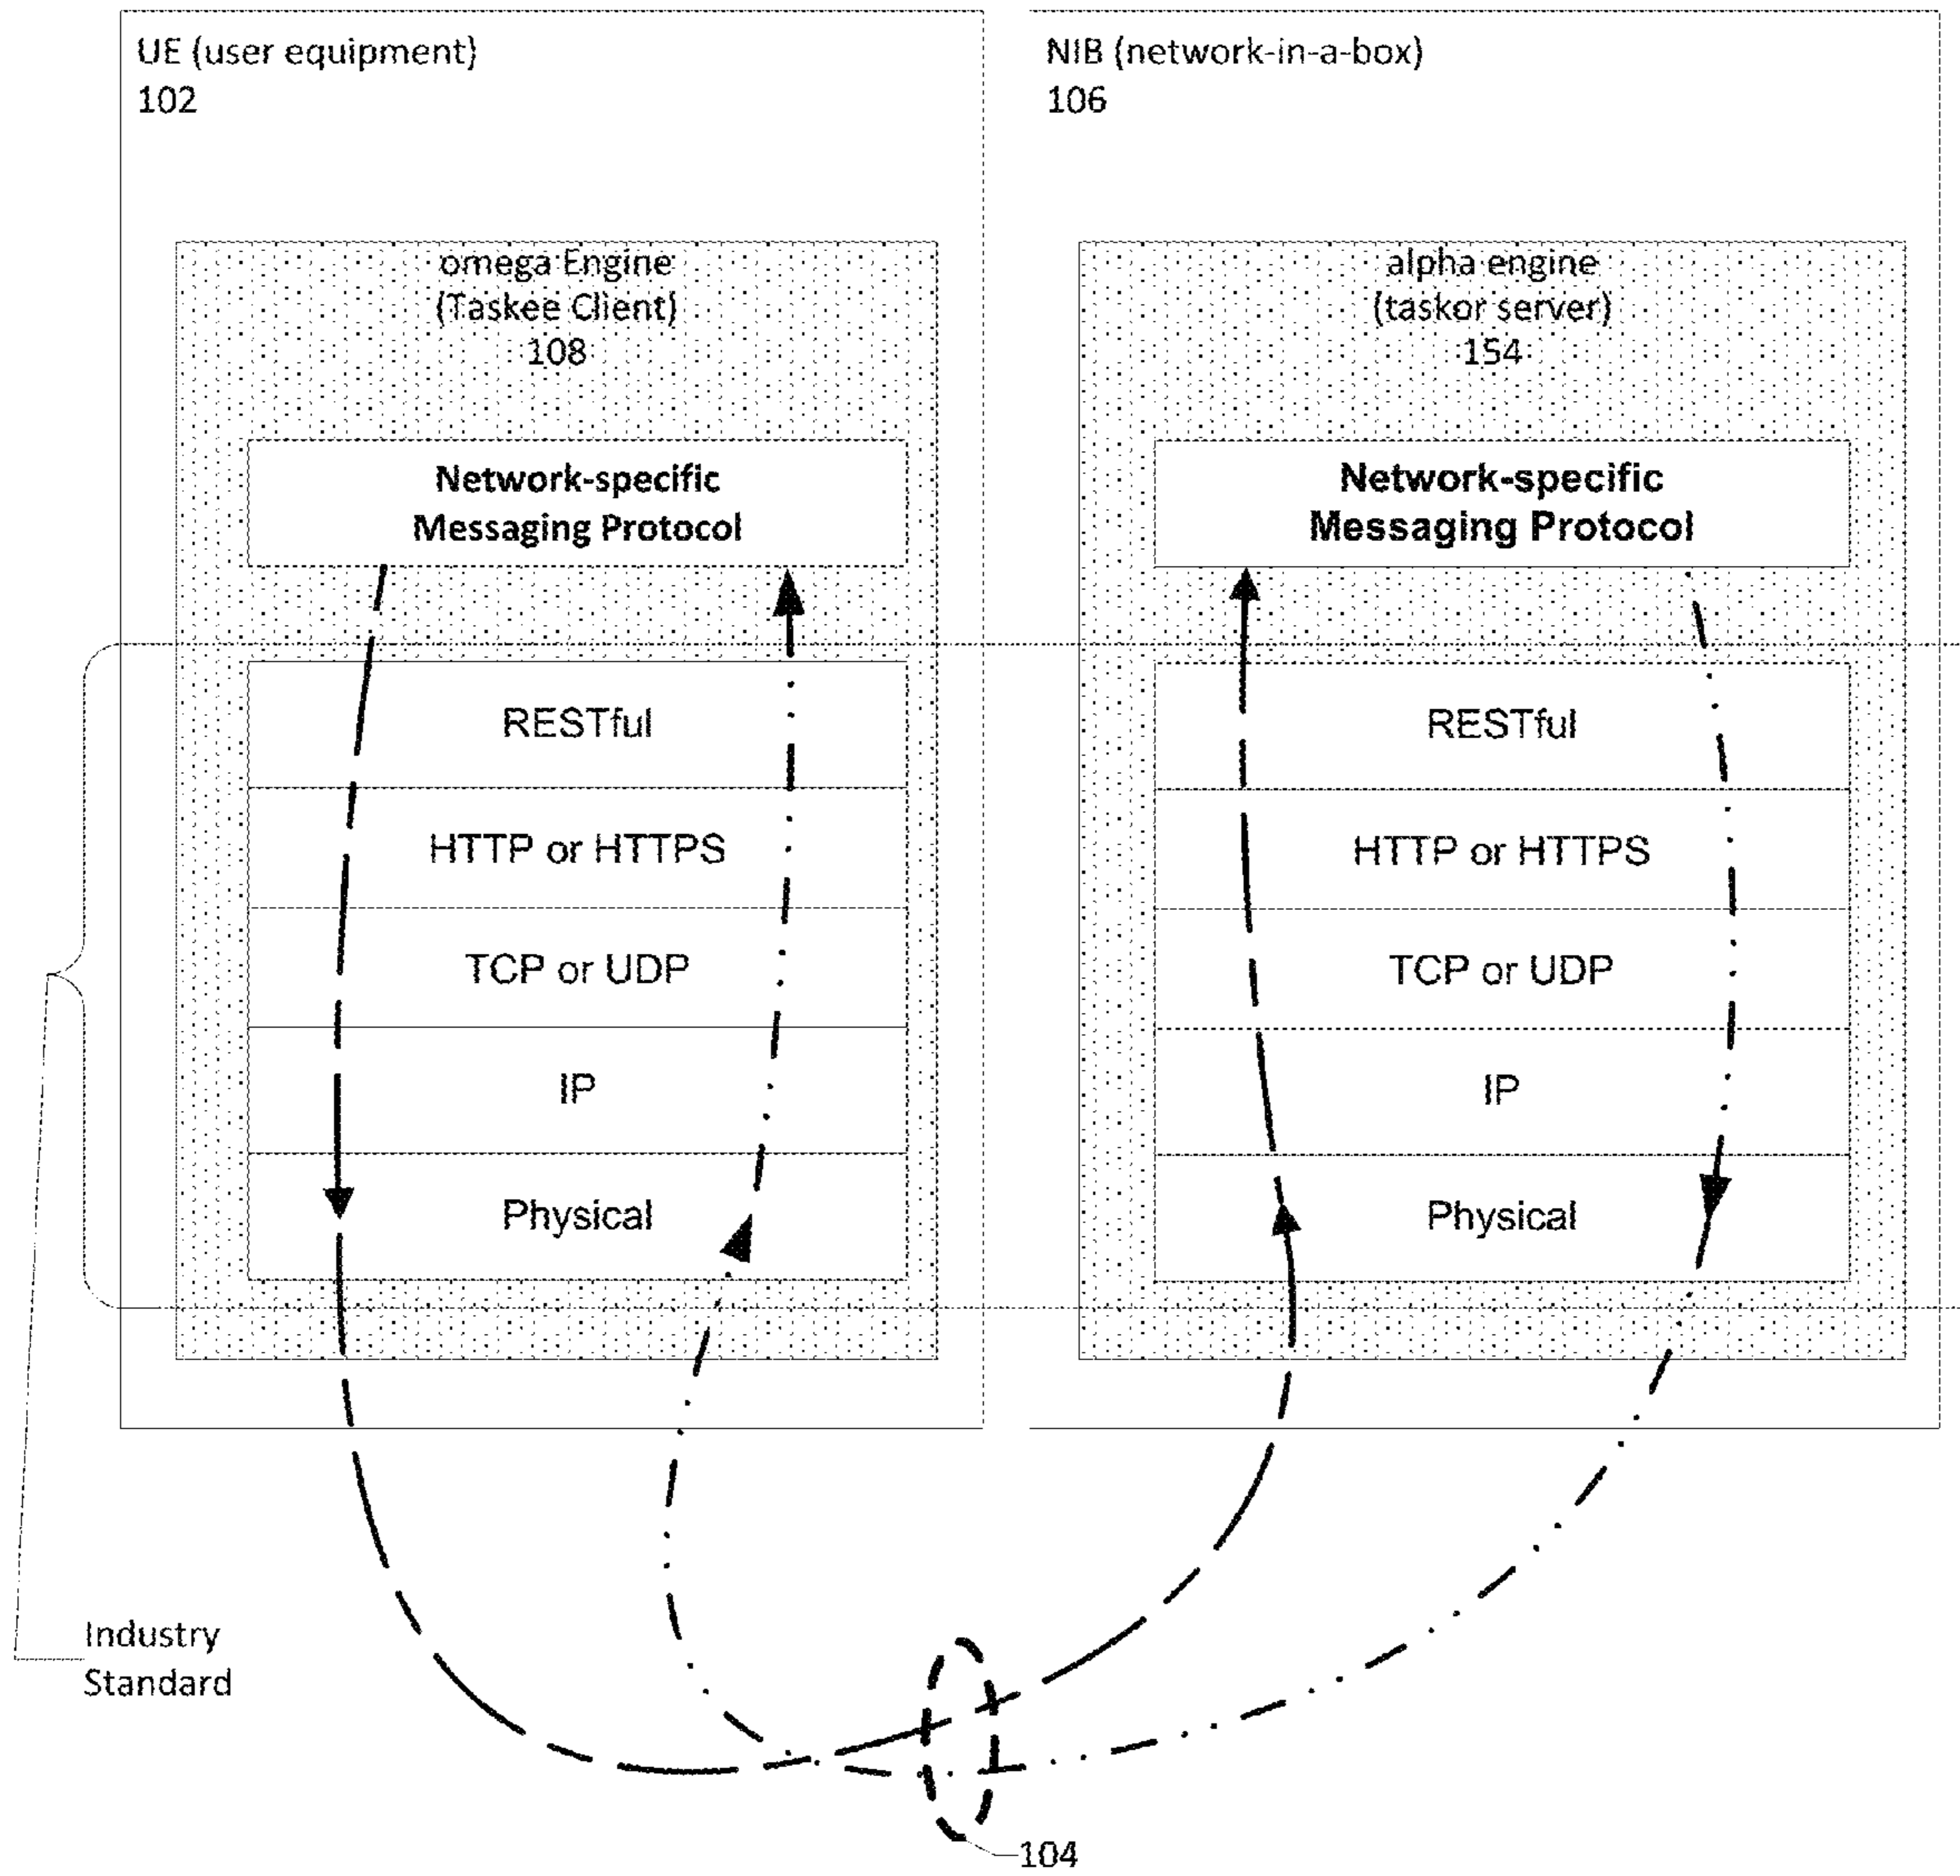 UE (user equipment)
102
omega Engine
(Taskee Client)
108
Network-specific
Messaging Protocol
RESTful
HTTP or HTTPS
TCP or UDP
IP
Physical
NIB (network-in-a-box)
106
alpha engine
(taskor server)
154
Network-specific
Messaging Protocol
RESTful
HTTP or HTTPS
TCP or UDP
IP
Physical
Industry
Standard
104